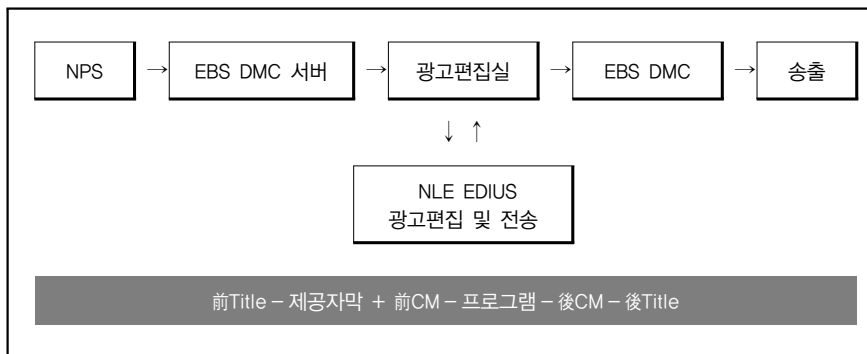 NPS → EBS DMC 서버 → 광고편집실 → EBS DMC → 송출
↓ ↑
NLE EDIUS
광고편집 및 전송
前Title – 제공자막 + 前CM – 프로그램 – 後CM – 後Title